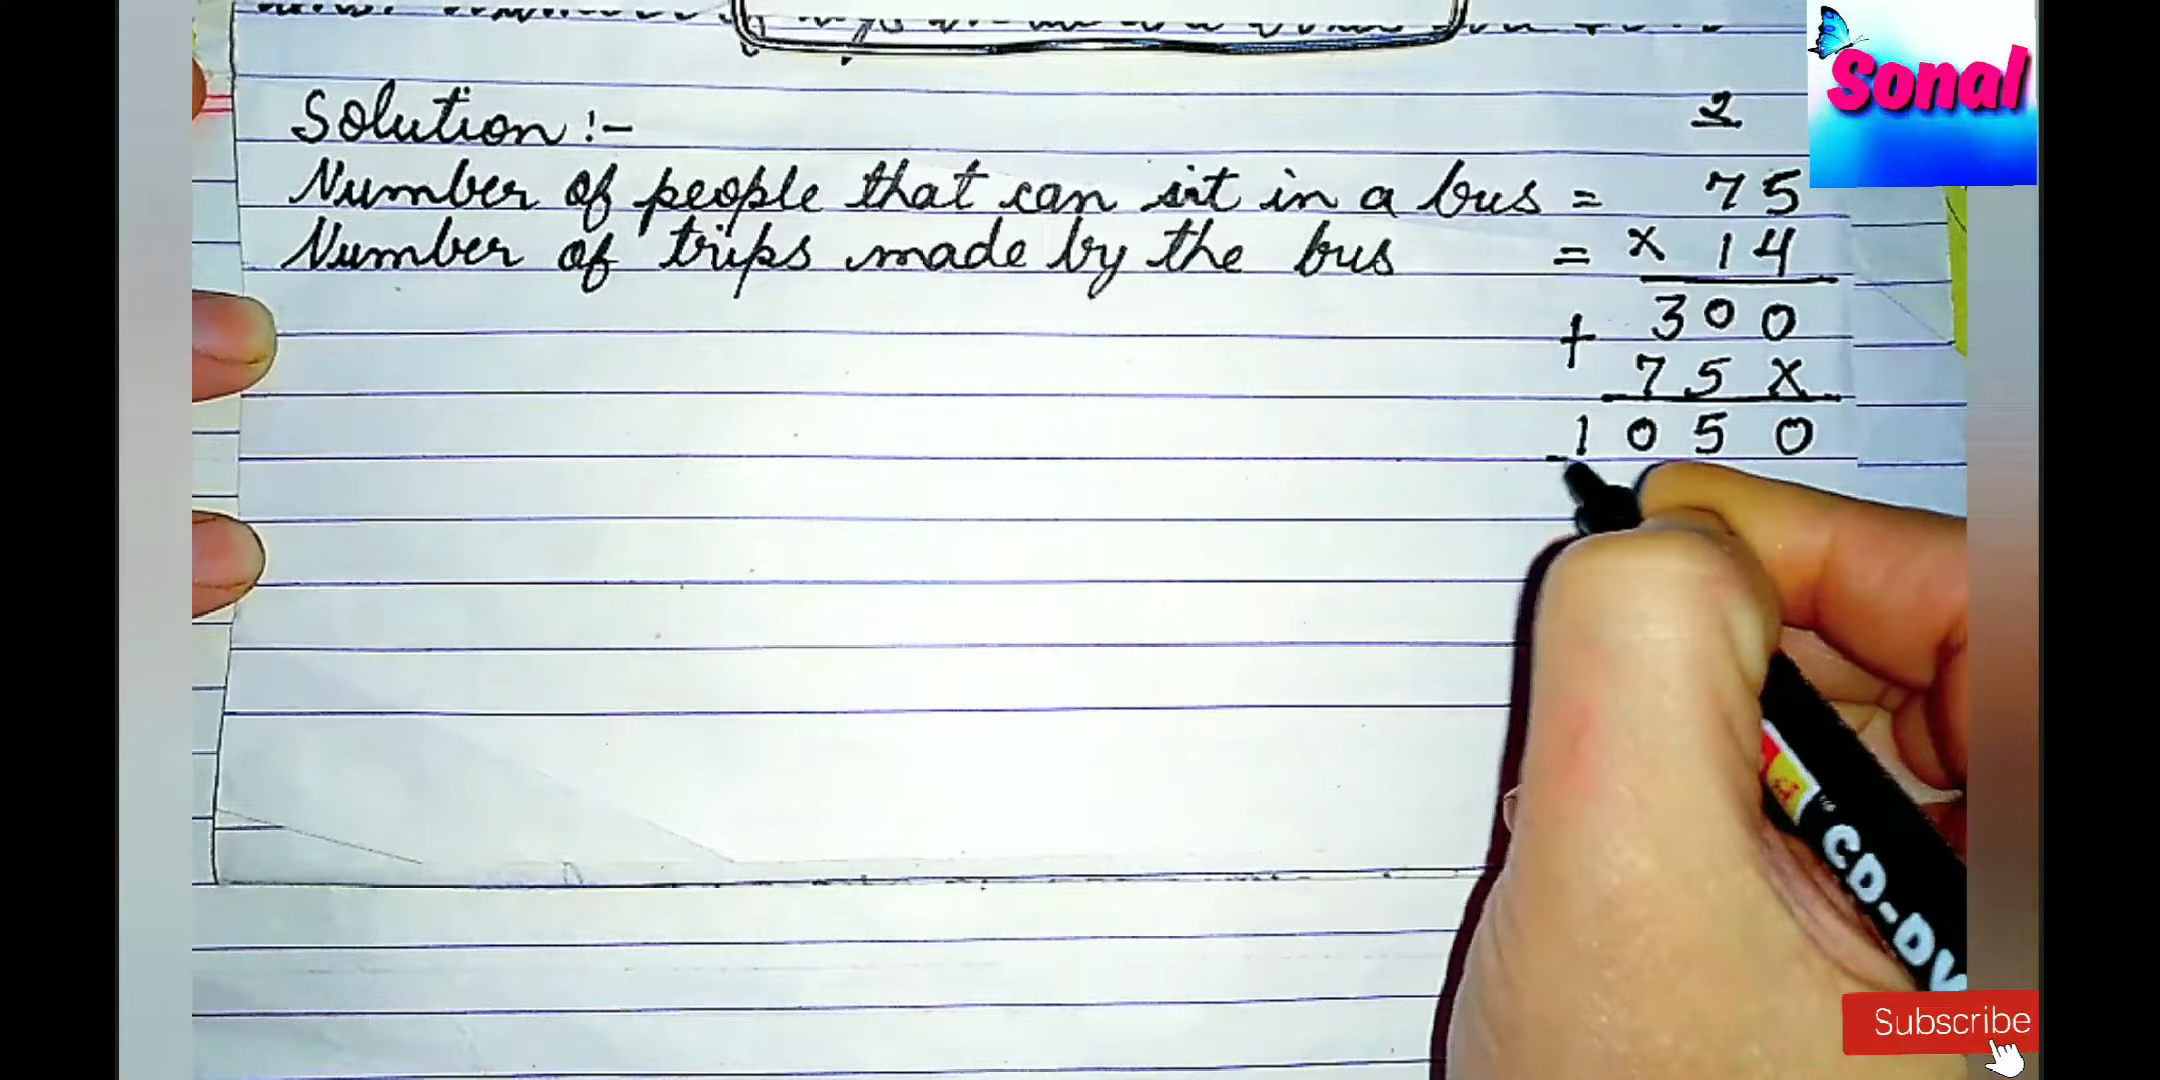 Sonal
Solution :-
2
Number of people that can sit in a bus = 75
Number of trips made by the bus = x 14
300
+
75x
1050
CD-DV
Subscribe